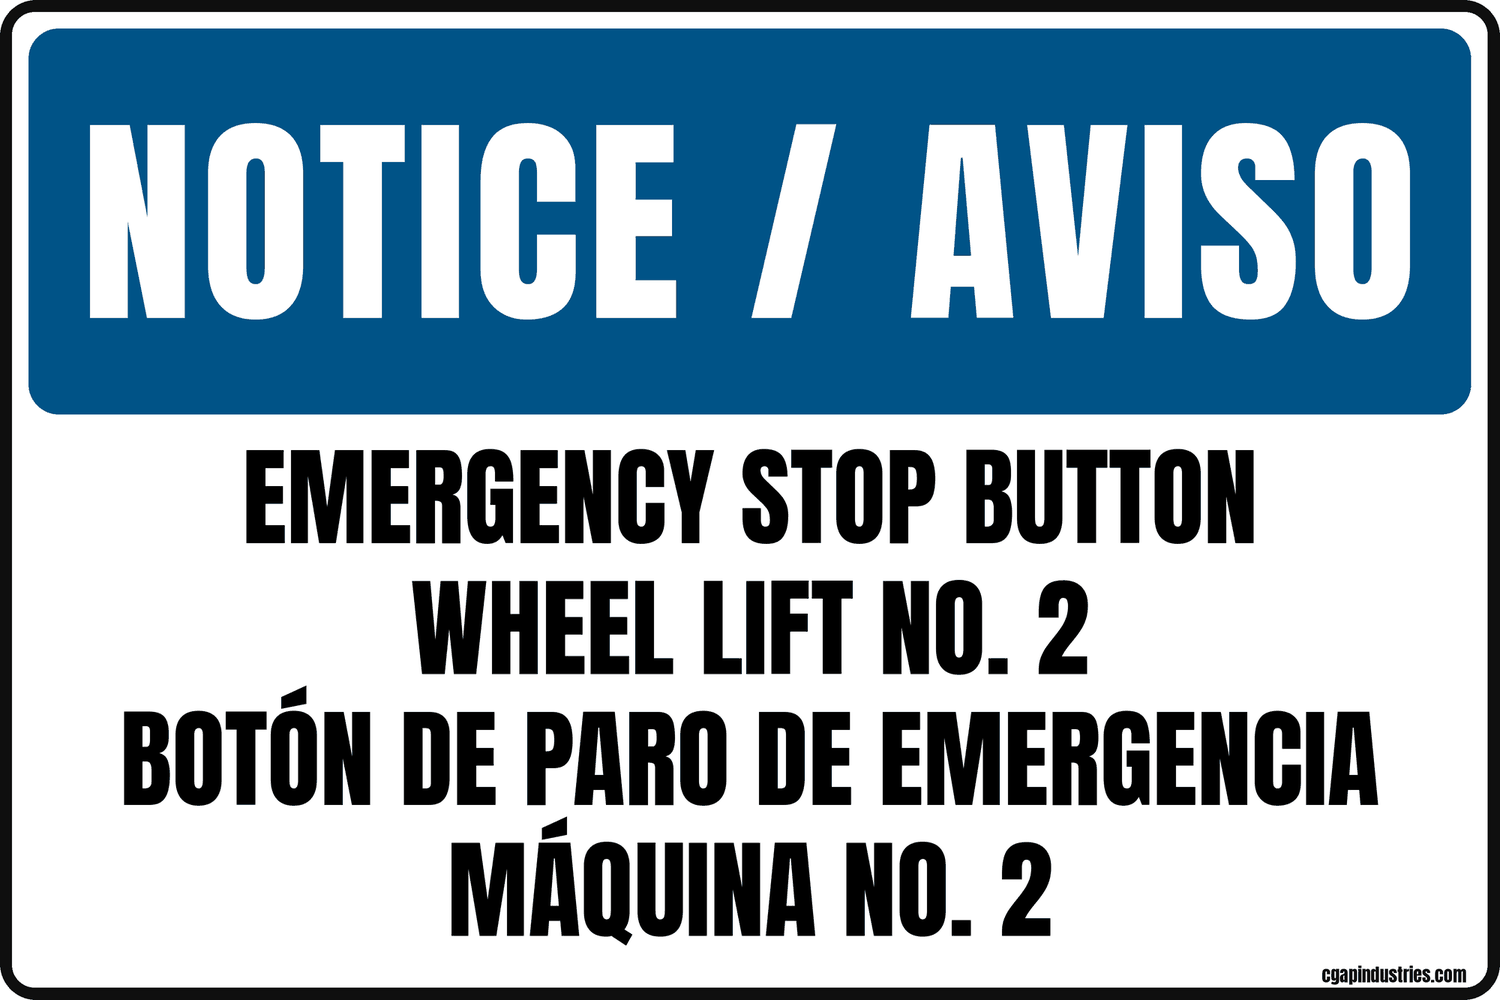 NOTICE / AVISO
EMERGENCY STOP BUTTON
WHEEL LIFT NO. 2
BOTÓN DE PARO DE EMERGENCIA
MÁQUINA NO. 2
cgapindustries.com